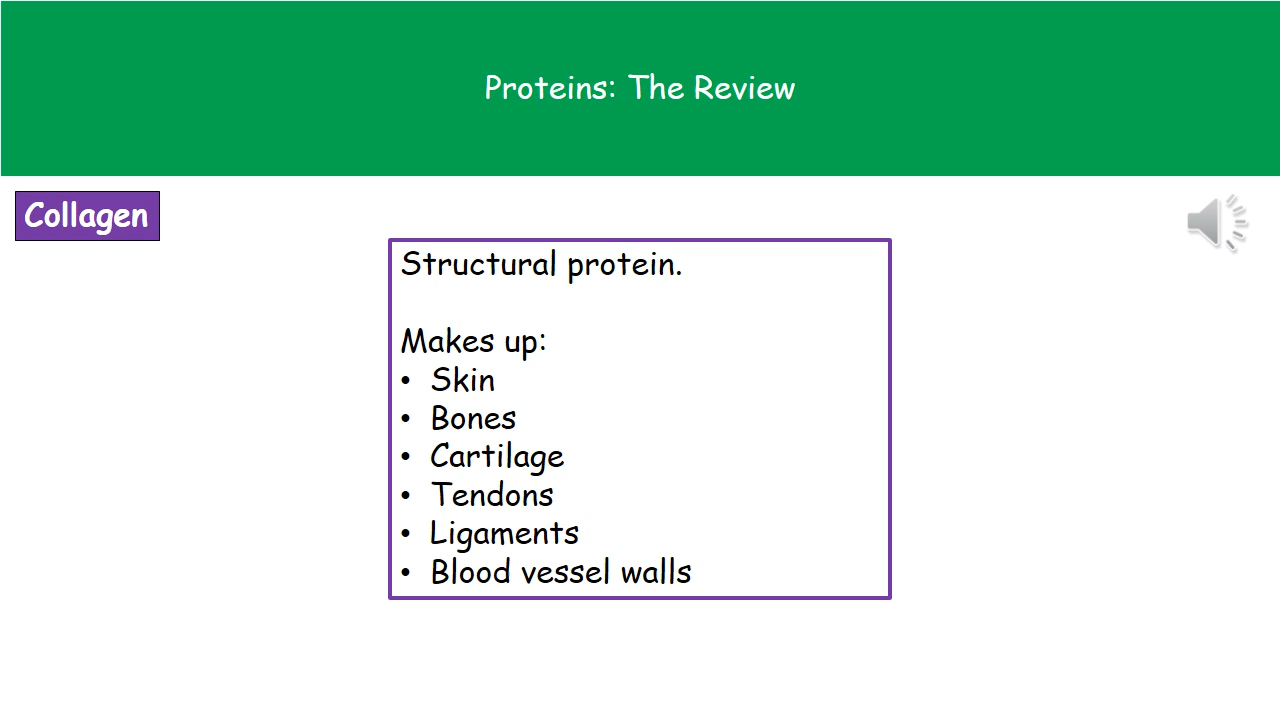 Proteins: The Review
Collagen
Structural protein.
Makes up:
• Skin
• Bones
• Cartilage
• Tendons
• Ligaments
• Blood vessel walls